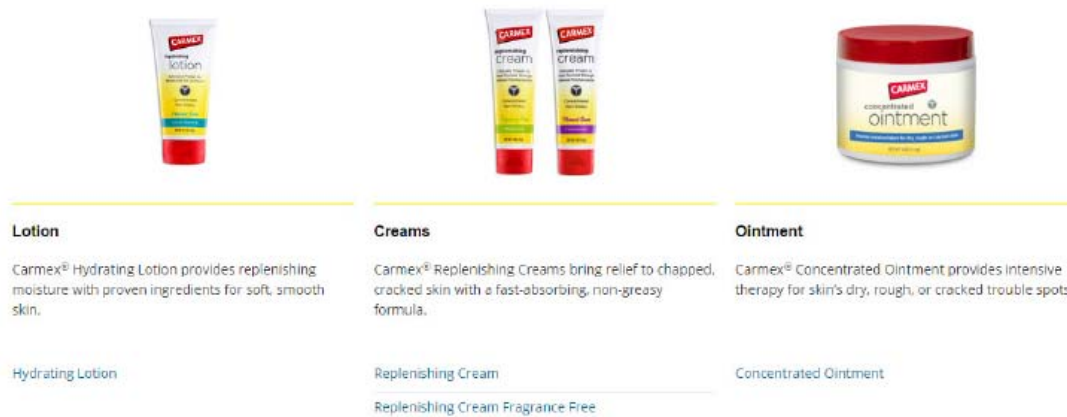 CARMEX
replenishing
lotion
CARMEX
replenishing
cream
CARMEX
replenishing
cream
CARMEX
concentrated
ointment
Lotion
Carmex® Hydrating Lotion provides replenishing
moisture with proven ingredients for soft, smooth
skin.
Hydrating Lotion
Creams
Carmex® Replenishing Creams bring relief to chapped,
cracked skin with a fast-absorbing, non-greasy
formula.
Replenishing Cream
Replenishing Cream Fragrance Free
Ointment
Carmex® Concentrated Ointment provides intensive
therapy for skin's dry, rough, or cracked trouble spots
Concentrated Ointment